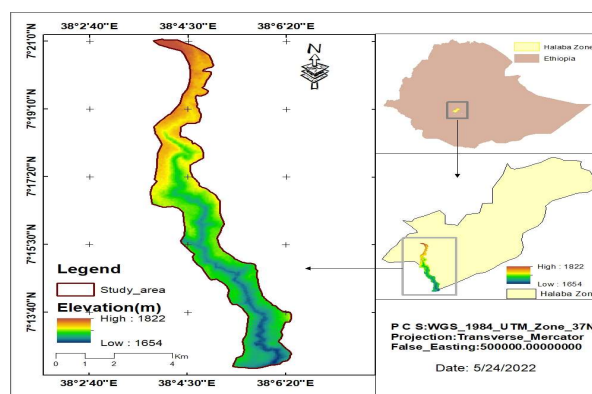 38°2'40"E 38°4'30"E 38°6'20"E
7°21'0"N
7°19'10"N
7°17'20"N
7°15'30"N
7°13'40"N
N
Legend
Study_area
Elevation(m)
High : 1822
Low : 1654
0 1 2 4
Km
38°2'40"E 38°4'30"E 38°6'20"E
Halaba Zone
Ethiopia
High : 1822
Low : 1654
Halaba Zon
P C S:WGS_1984_UTM_Zone_37N
Projection:Transverse_Mercator
False_Easting:500000.00000000
Date: 5/24/2022